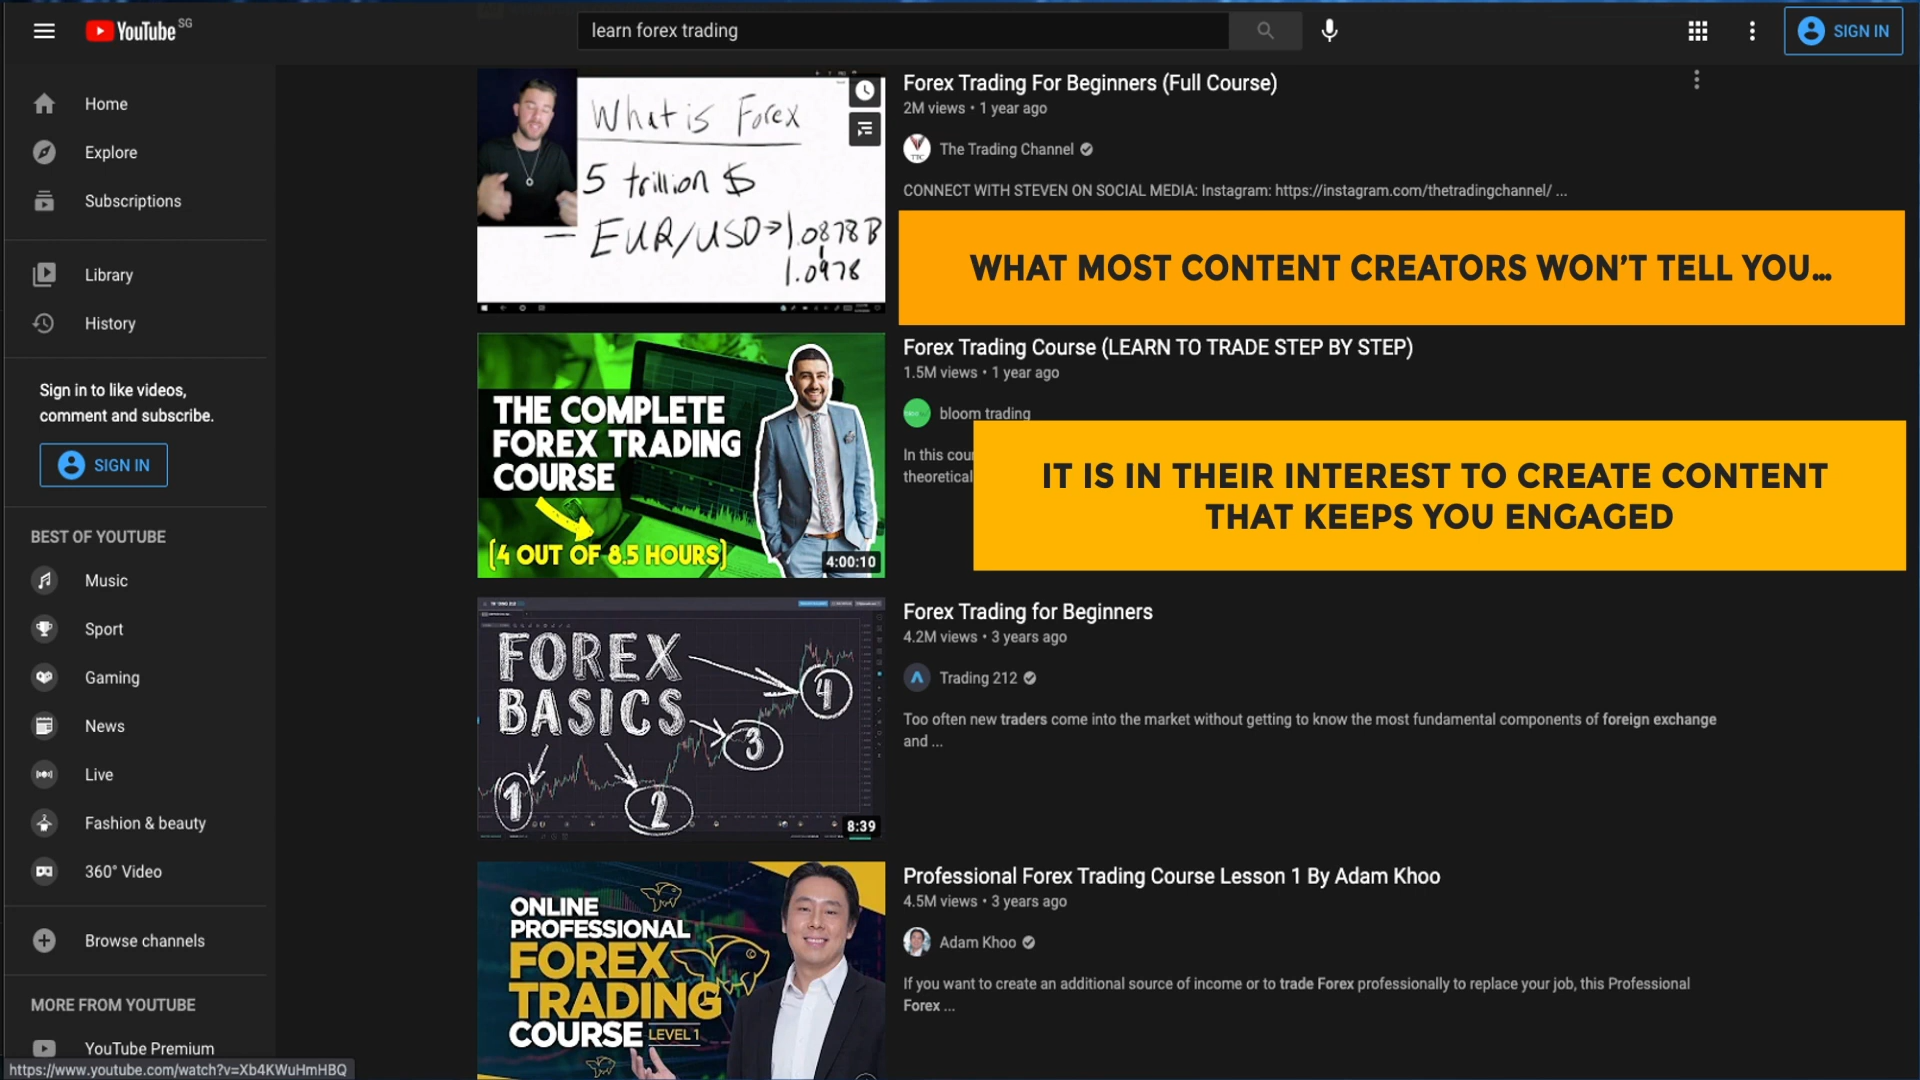 YouTube SG
learn forex trading
SIGN IN
Home
Explore
Subscriptions
Library
History
Sign in to like videos,
comment and subscribe.
SIGN IN
BEST OF YOUTUBE
Music
Sport
Gaming
News
Live
Fashion & beauty
360° Video
Browse channels
MORE FROM YOUTUBE
YouTube Premium
https://www.youtube.com/watch?v=Xb4KWuHmHBQ
What is Forex
5 trillion $
– EUR/USD→1.0878B
1.0978
Forex Trading For Beginners (Full Course)
2M views • 1 year ago
TTC
The Trading Channel
CONNECT WITH STEVEN ON SOCIAL MEDIA: Instagram: https://instagram.com/thetradingchannel/ ...
WHAT MOST CONTENT CREATORS WON'T TELL YOU...
THE COMPLETE
FOREX TRADING
COURSE
(4 OUT OF 8.5 HOURS)
4:00:10
Forex Trading Course (LEARN TO TRADE STEP BY STEP)
1.5M views • 1 year ago
bloom trading
In this cou
theoretical
IT IS IN THEIR INTEREST TO CREATE CONTENT
THAT KEEPS YOU ENGAGED
FOREX
BASICS
1
2
3
4
8:39
Forex Trading for Beginners
4.2M views • 3 years ago
Trading 212
Too often new traders come into the market without getting to know the most fundamental components of foreign exchange
and ...
ONLINE
PROFESSIONAL
FOREX
TRADING
COURSE LEVEL 1
Professional Forex Trading Course Lesson 1 By Adam Khoo
4.5M views • 3 years ago
Adam Khoo
If you want to create an additional source of income or to trade Forex professionally to replace your job, this Professional
Forex ...